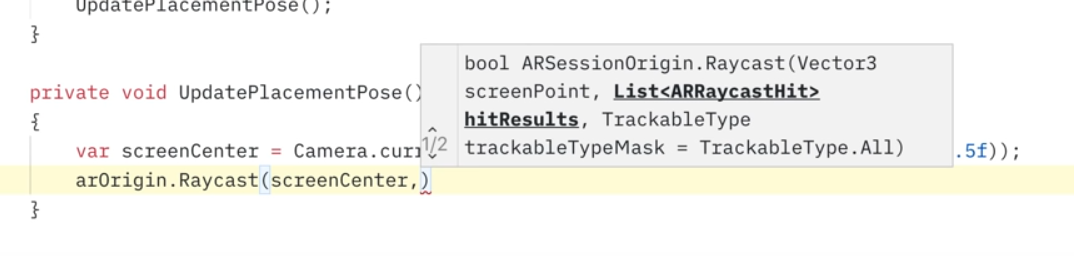 UpdatePlacementPose();
}
private void UpdatePlacementPose()
{
var screenCenter = Camera.curr .5f));
arOrigin.Raycast(screenCenter,)
}
1/2
bool ARSessionOrigin.Raycast(Vector3
screenPoint, List<ARRaycastHit>
hitResults, TrackableType
trackableTypeMask = TrackableType.All)